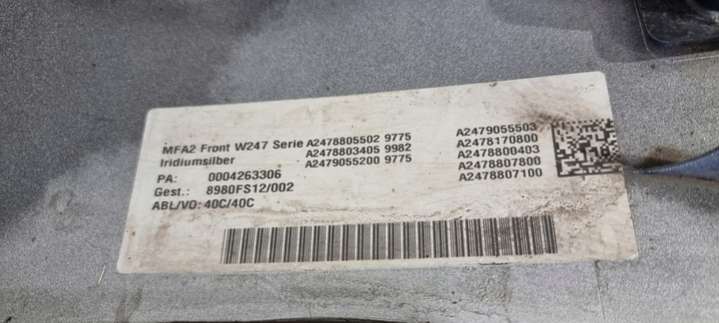 MFA2 Front W247 Serie A2478805502 9775 A2479055503
Iridiumsilber A2478803405 9982 A2478170800
A2479055200 9775 A2478800403
PA: 0004263306 A2478807800
Gest.: 8980FS12/002 A2478807100
ABL/VO: 40C/40C